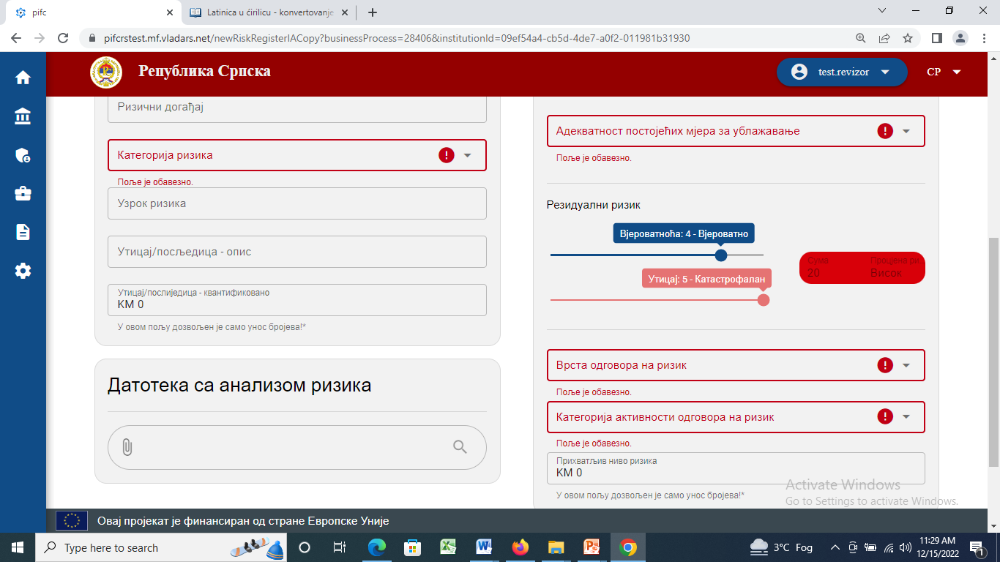 pifc
Latinica u ćirilicu - konvertovanje
pifcrstest.mf.vladars.net/newRiskRegisterIACopy?businessProcess=28406&institutionId=09ef54a4-cb5d-4de7-a0f2-011981b31930
Република Српска
test.revizor
СР
Ризични догађај
Категорија ризика
Поље је обавезно.
Узрок ризика
Утицај/посљедица - опис
Утицај/послиједица - квантификовано
КМ 0
У овом пољу дозвољен је само унос бројева!*
Датотека са анализом ризика
Адекватност постојећих мјера за ублажавање
Поље је обавезно.
Резидуални ризик
Вјероватноћа: 4 - Вјероватно
Утицај: 5 - Катастрофалан
Сума
20
Процјена ри.
Висок
Врста одговора на ризик
Поље је обавезно.
Категорија активности одговора на ризик
Поље је обавезно.
Прихватљив ниво ризика
КМ 0
У овом пољу дозвољен је само унос бројева!*
Activate Windows
Go to Settings to activate Windows.
Овај пројекат је финансиран од стране Европске Уније
Type here to search
3°C Fog
11:29 AM
12/15/2022
1